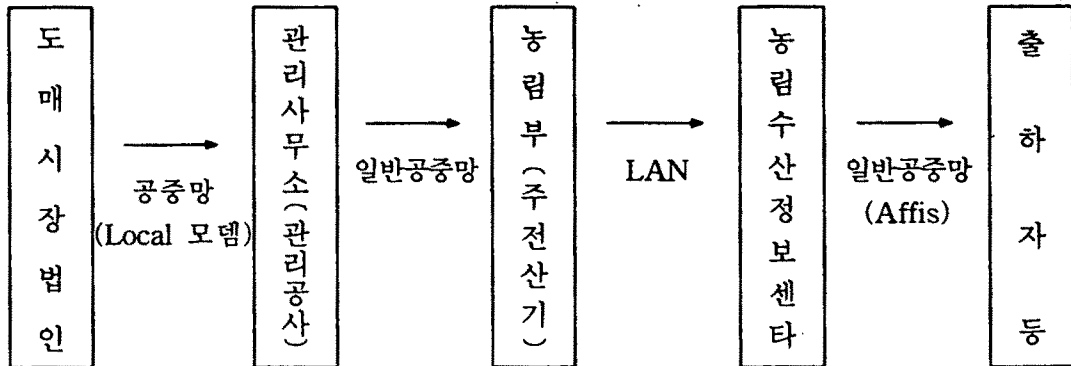 도매시장법인
공중망
(Local 모뎀)
관리사무소(관리공사)
일반공중망
농림부(주전산기)
LAN
농림수산정보센타
일반공중망
(Affis)
출하자등